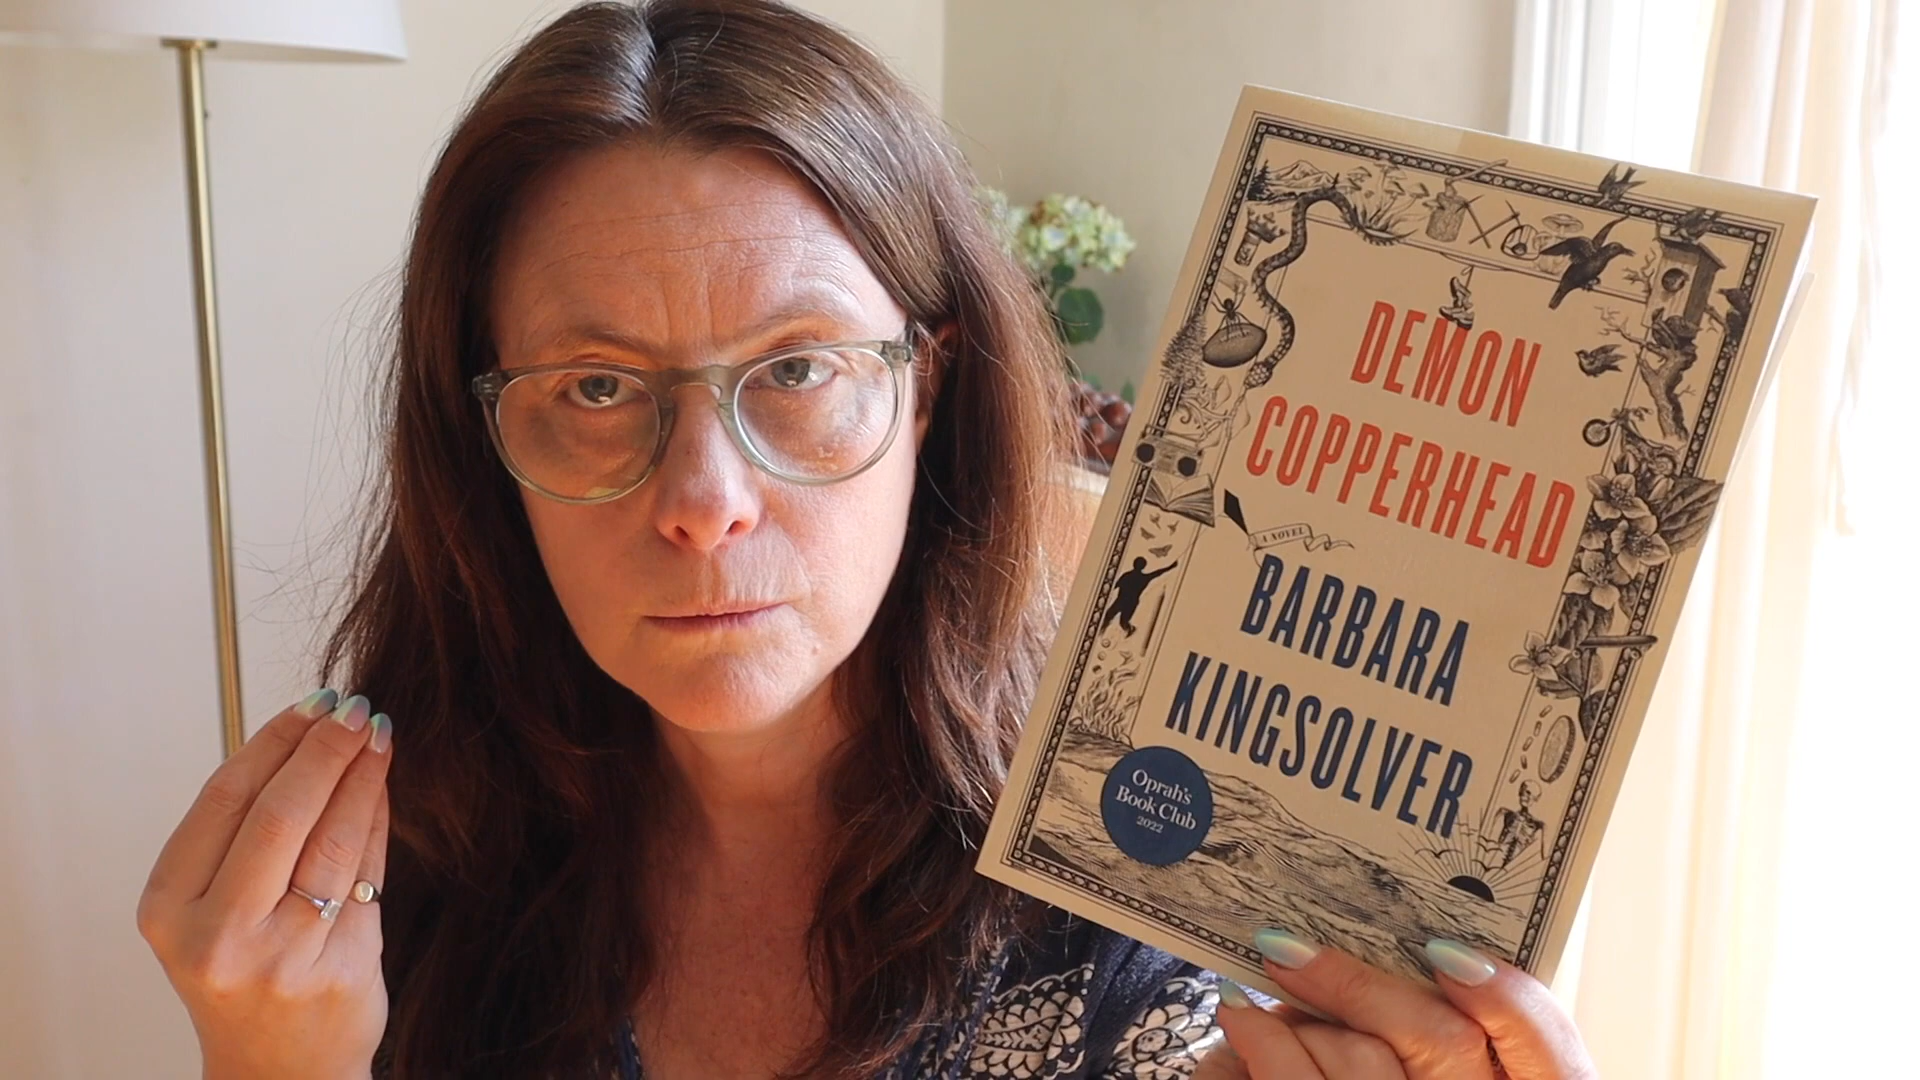 DEMON
COPPERHEAD
A NOVEL
BARBARA
KINGSOLVER
Oprah's
Book Club
2022